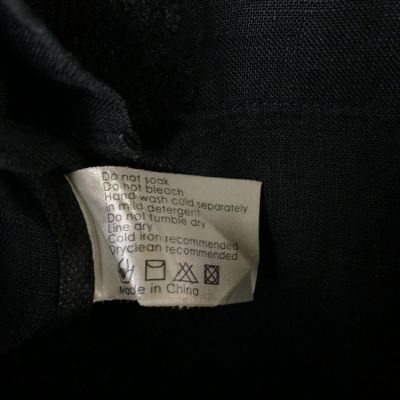 Do not soak
Do not bleach
Hand wash cold separately
in mild detergent
Do not tumble dry
Line dry
Cold iron recommended
Dryclean recommended
Made in China